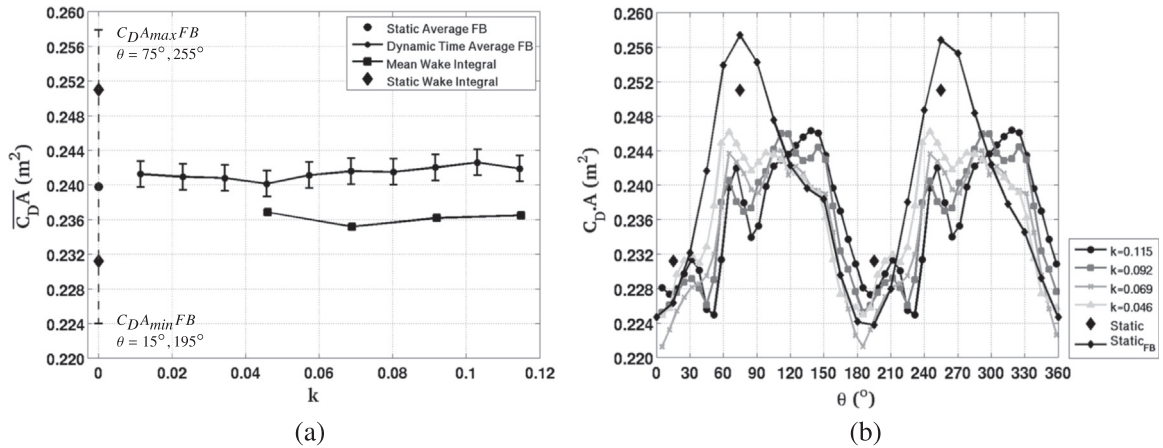 0.260
0.256
0.252
0.248
0.244
0.240
0.236
0.232
0.228
0.224
0.220
C_D A (m²)
C_D A_max FB
θ = 75°, 255°
C_D A_min FB
θ = 15°, 195°
Static Average FB
Dynamic Time Average FB
Mean Wake Integral
Static Wake Integral
0 0.02 0.04 0.06 0.08 0.1 0.12
k
(a)
0.260
0.256
0.252
0.248
0.244
0.240
0.236
0.232
0.228
0.224
0.220
C_D.A (m²)
k=0.115
k=0.092
k=0.069
k=0.046
Static
Static_FB
0 30 60 90 120 150 180 210 240 270 300 330 360
θ (°)
(b)